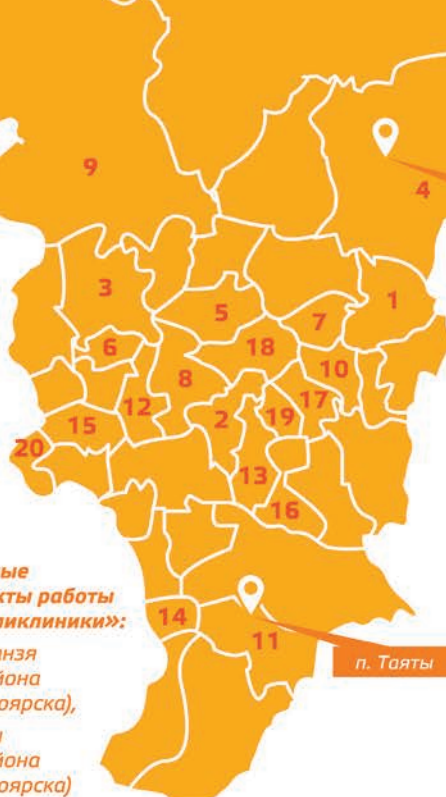 9
4
3
1
5
7
6
18
10
8
17
12
2
19
15
20
13
16
ые
кты работы
иклиники»:
14
нзя
11
йона
п. Таяты
оярска),
йона
оярска)